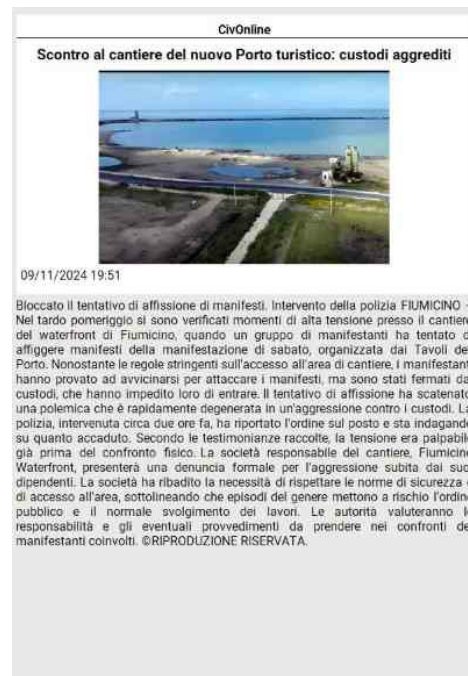 CivOnline
Scontro al cantiere del nuovo Porto turistico: custodi aggrediti
09/11/2024 19:51
Bloccato il tentativo di affissione di manifesti. Intervento della polizia FIUMICINO -
Nel tardo pomeriggio si sono verificati momenti di alta tensione presso il cantiere
del waterfront di Fiumicino, quando un gruppo di manifestanti ha tentato d
affiggere manifesti della manifestazione di sabato, organizzata dai Tavoli de
Porto. Nonostante le regole stringenti sull'accesso all'area di cantiere, i manifestant
hanno provato ad avvicinarsi per attaccare i manifesti, ma sono stati fermati da
custodi, che hanno impedito loro di entrare. Il tentativo di affissione ha scatenato
una polemica che è rapidamente degenerata in un'aggressione contro i custodi. La
polizia, intervenuta circa due ore fa, ha riportato l'ordine sul posto e sta indagando
su quanto accaduto. Secondo le testimonianze raccolte, la tensione era palpabil
già prima del confronto fisico. La società responsabile del cantiere, Fiumicino
Waterfront, presenterà una denuncia formale per l'aggressione subita dai suo
dipendenti. La società ha ribadito la necessità di rispettare le norme di sicurezza e
di accesso all'area, sottolineando che episodi del genere mettono a rischio l'ordine
pubblico e il normale svolgimento dei lavori. Le autorità valuteranno l
responsabilità e gli eventuali provvedimenti da prendere nei confronti de
manifestanti coinvolti. ©RIPRODUZIONE RISERVATA.